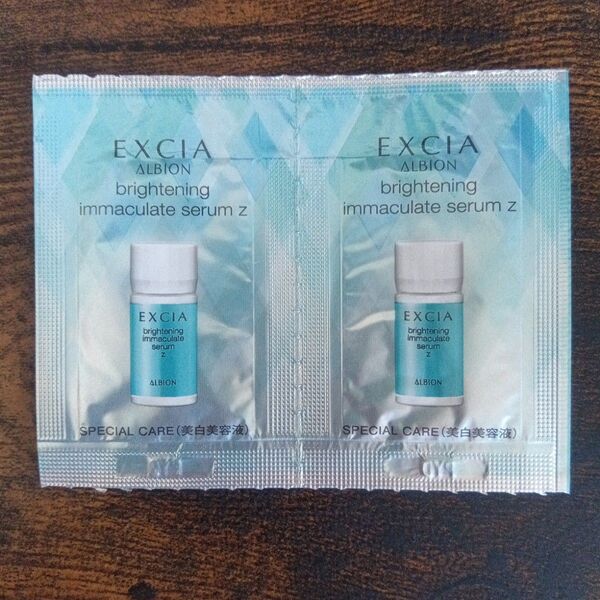 EXCIA
ALBION
brightening
immaculate serum z
EXCIA
brightening
immaculate
serum
z
ALBION
SPECIAL CARE(美白美容液)
EXCIA
ALBION
brightening
immaculate serum z
EXCIA
brightening
immaculate
serum
z
ALBION
SPECIAL CARE(美白美容液)